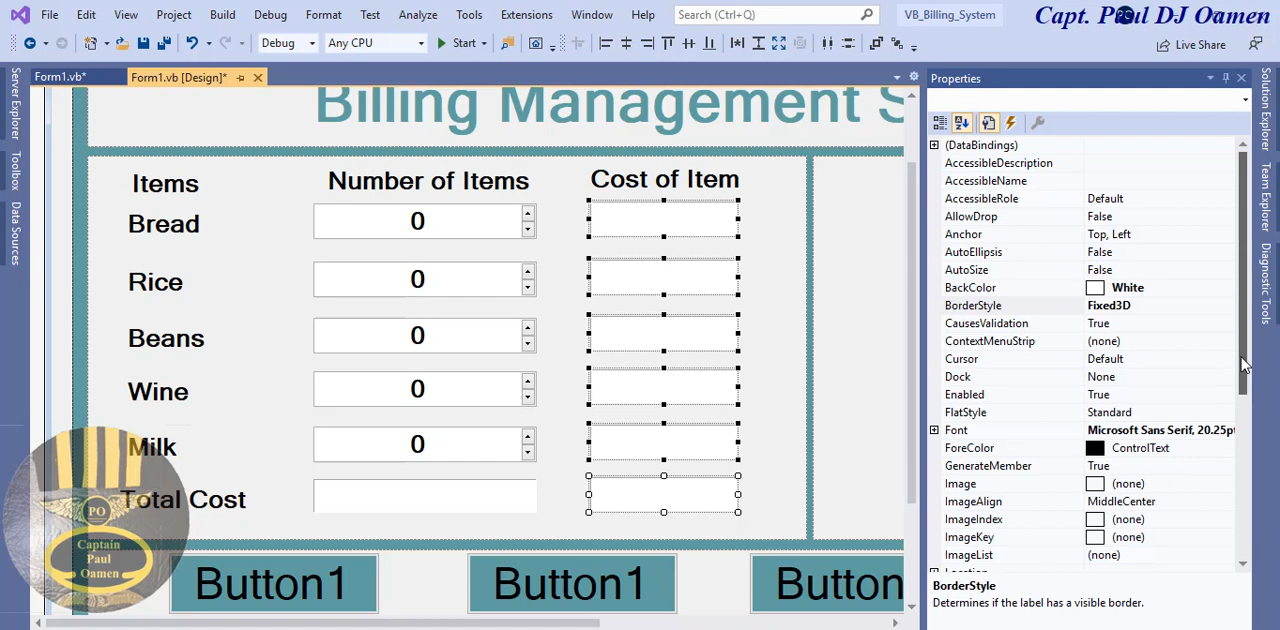 File Edit View Project Build Debug Format Test Analyze Tools Extensions Window Help Search (Ctrl+Q) VB_Billing_System
Capt. Paul DJ Oamen
Debug Any CPU Start Live Share
Form1.vb* Form1.vb [Design]*
Server Explorer
Toolbox
Data Sources
Billing Management S
Items Number of Items Cost of Item
Bread 0
Rice 0
Beans 0
Wine 0
Milk 0
Total Cost
Button1 Button1 Button
PO
Captain
Paul
Oamen
Properties
(DataBindings)
AccessibleDescription
AccessibleName
AccessibleRole Default
AllowDrop False
Anchor Top, Left
AutoEllipsis False
AutoSize False
BackColor White
BorderStyle Fixed3D
CausesValidation True
ContextMenuStrip (none)
Cursor Default
Dock None
Enabled True
FlatStyle Standard
Font Microsoft Sans Serif, 20.25pt
ForeColor ControlText
GenerateMember True
Image (none)
ImageAlign MiddleCenter
ImageIndex (none)
ImageKey (none)
ImageList (none)
BorderStyle
Determines if the label has a visible border.
Solution Explorer
Team Explorer
Diagnostic Tools